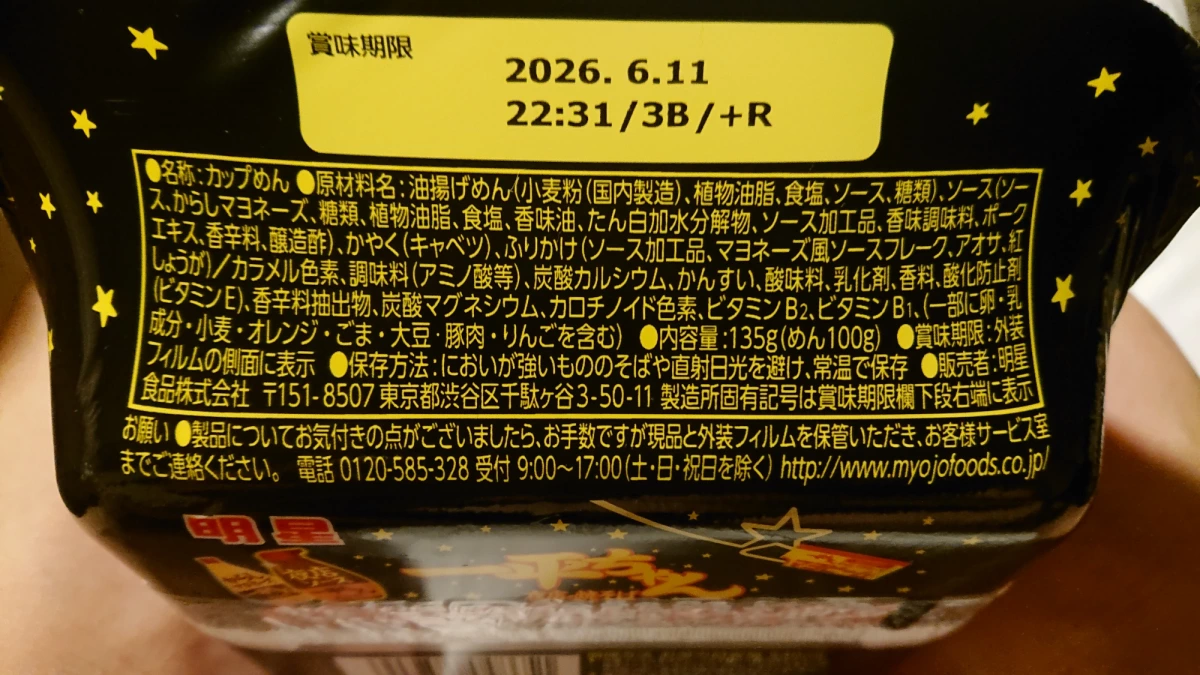 賞味期限
2026. 6.11
22:31/3B/+R
●名称:カップめん ●原材料名:油揚げめん(小麦粉(国内製造)、植物油脂、食塩、ソース、糖類)、ソース(ソー
ス、からしマヨネーズ、糖類、植物油脂、食塩、香味油、たん白加水分解物、ソース加工品、香味調味料、ポーク
エキス、香辛料、醸造酢)、かやく(キャベツ)、ふりかけ(ソース加工品、マヨネーズ風ソースフレーク、アオサ、紅
しょうが)/カラメル色素、調味料(アミノ酸等)、炭酸カルシウム、かんすい、酸味料、乳化剤、香料、酸化防止剤
(ビタミンE)、香辛料抽出物、炭酸マグネシウム、カロチノイド色素、ビタミンB₂、ビタミンB₁、(一部に卵・乳
成分・小麦・オレンジ・ごま・大豆・豚肉・りんごを含む) ●内容量:135g(めん100g) ●賞味期限:外装
フィルムの側面に表示 ●保存方法:においが強いもののそばや直射日光を避け、常温で保存 ●販売者:明星
食品株式会社 〒151-8507 東京都渋谷区千駄ヶ谷3-50-11 製造所固有記号は賞味期限欄下段右端に表示
お願い ●製品についてお気付きの点がございましたら、お手数ですが現品と外装フィルムを保管いただき、お客様サービス室
までご連絡ください。 電話 0120-585-328 受付 9:00～17:00(土・日・祝日を除く) http://www.myojofoods.co.jp/
明星
一平ちゃん